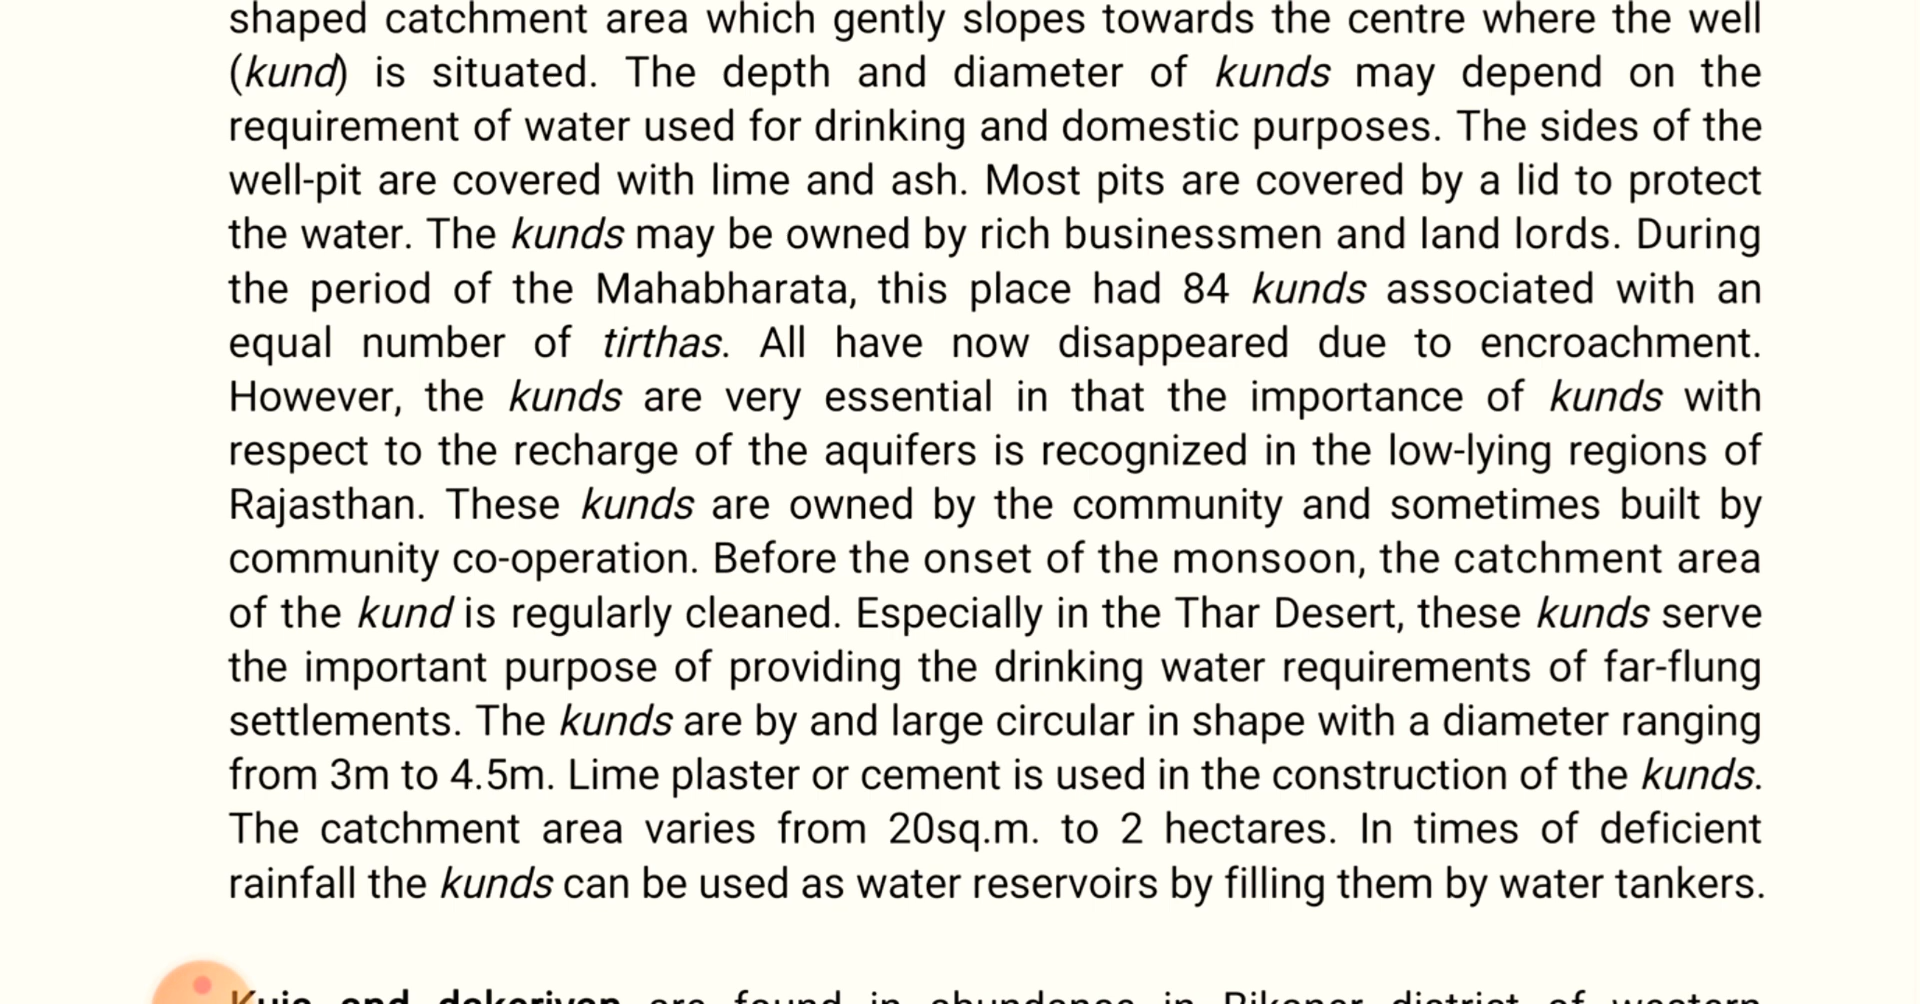 shaped catchment area which gently slopes towards the centre where the well
(kund) is situated. The depth and diameter of kunds may depend on the
requirement of water used for drinking and domestic purposes. The sides of the
well-pit are covered with lime and ash. Most pits are covered by a lid to protect
the water. The kunds may be owned by rich businessmen and land lords. During
the period of the Mahabharata, this place had 84 kunds associated with an
equal number of tirthas. All have now disappeared due to encroachment.
However, the kunds are very essential in that the importance of kunds with
respect to the recharge of the aquifers is recognized in the low-lying regions of
Rajasthan. These kunds are owned by the community and sometimes built by
community co-operation. Before the onset of the monsoon, the catchment area
of the kund is regularly cleaned. Especially in the Thar Desert, these kunds serve
the important purpose of providing the drinking water requirements of far-flung
settlements. The kunds are by and large circular in shape with a diameter ranging
from 3m to 4.5m. Lime plaster or cement is used in the construction of the kunds.
The catchment area varies from 20sq.m. to 2 hectares. In times of deficient
rainfall the kunds can be used as water reservoirs by filling them by water tankers.
and are found in abundance in Bikaner district of western